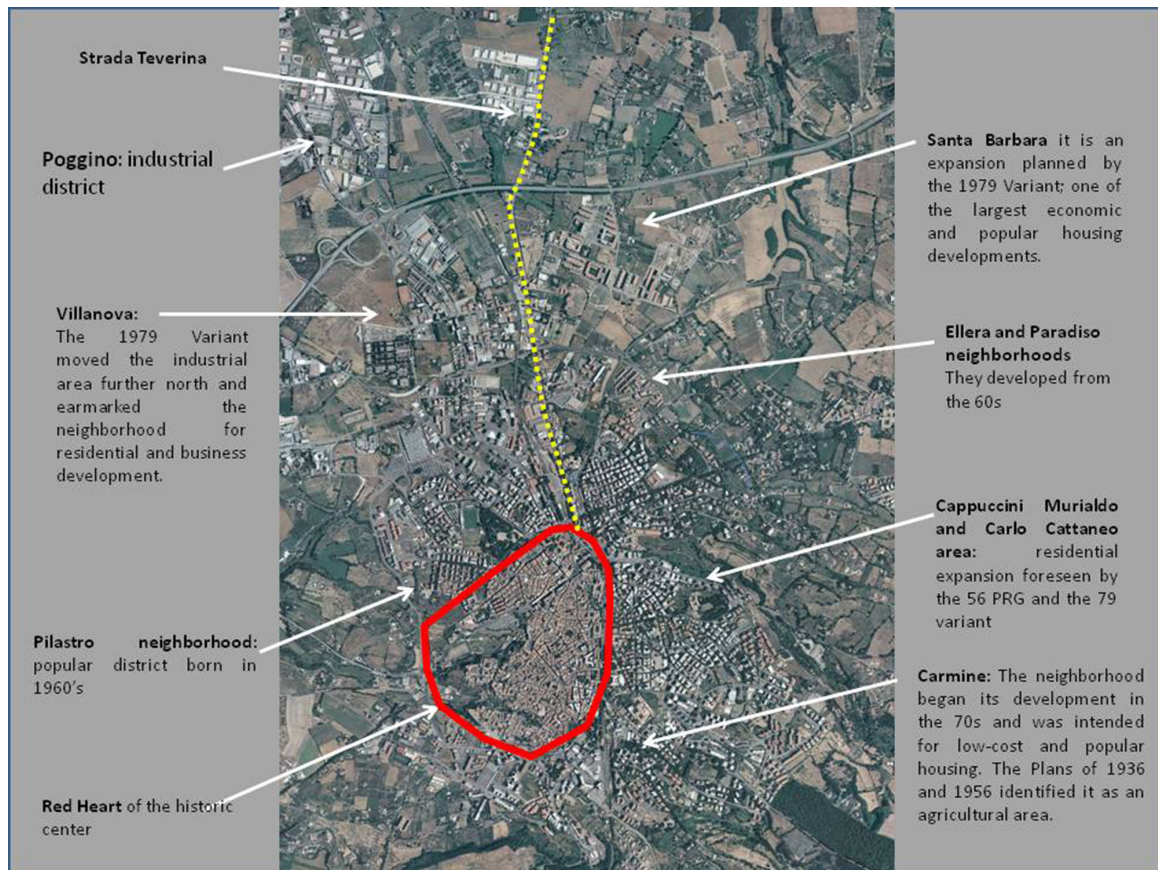 Strada Teverina
Poggino: industrial
district
Villanova:
The 1979 Variant
moved the industrial
area further north and
earmarked the
neighborhood for
residential and business
development.
Pilastro neighborhood:
popular district born in
1960's
Red Heart of the historic
center
Santa Barbara it is an
expansion planned by
the 1979 Variant; one of
the largest economic
and popular housing
developments.
Ellera and Paradiso
neighborhoods
They developed from
the 60s
Cappuccini Murialdo
and Carlo Cattaneo
area: residential
expansion foreseen by
the 56 PRG and the 79
variant
Carmine: The neighborhood
began its development in
the 70s and was intended
for low-cost and popular
housing. The Plans of 1936
and 1956 identified it as an
agricultural area.